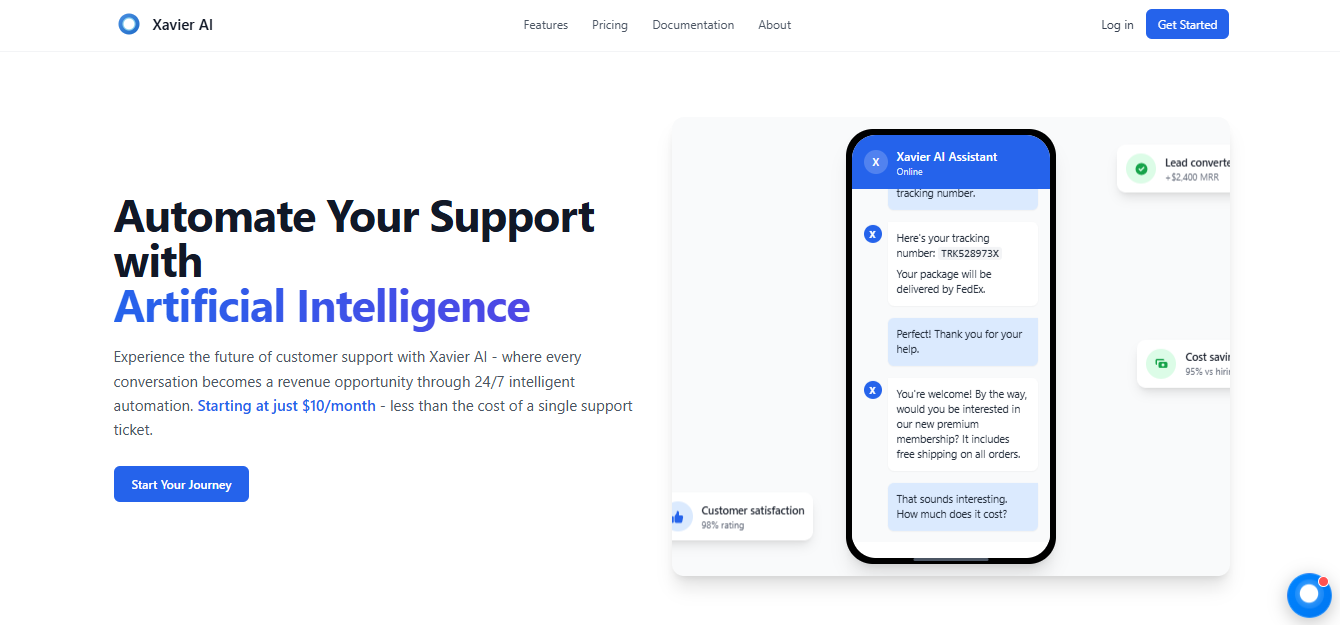 Xavier AI
Features
Pricing
Documentation
About
Log in
Get Started
Automate Your Support
with
Artificial Intelligence
Experience the future of customer support with Xavier AI - where every
conversation becomes a revenue opportunity through 24/7 intelligent
automation. Starting at just $10/month - less than the cost of a single support
ticket.
Start Your Journey
X
Xavier AI Assistant
Online
tracking number.
X
Here's your tracking
number: TRK528973X
Your package will be
delivered by FedEx.
Perfect! Thank you for your
help.
X
You're welcome! By the way,
would you be interested in
our new premium
membership? It includes
free shipping on all orders.
That sounds interesting.
How much does it cost?
Lead converte
+$2,400 MRR
Cost
95% vs
Customer satisfaction
98% rating